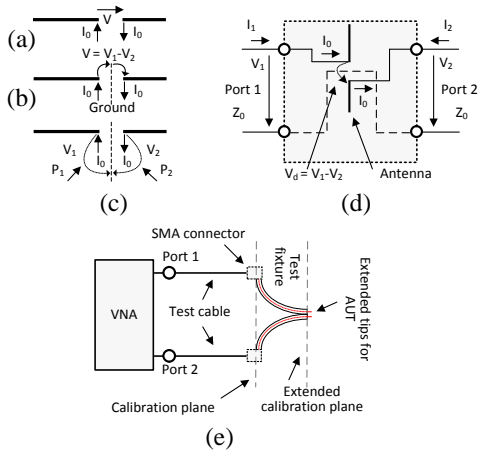 V
(a)
I0
I0
V = V1-V2
(b)
I0
I0
Ground
V1
I0
I0
V2
P1
P2
(c)
I1
I0
I2
V1
V2
Port 1
I0
Port 2
Z0
Z0
Vd = V1-V2
Antenna
(d)
SMA connector
Port 1
Test fixture
Extended tips for AUT
VNA
Test cable
Port 2
Calibration plane
Extended calibration plane
(e)